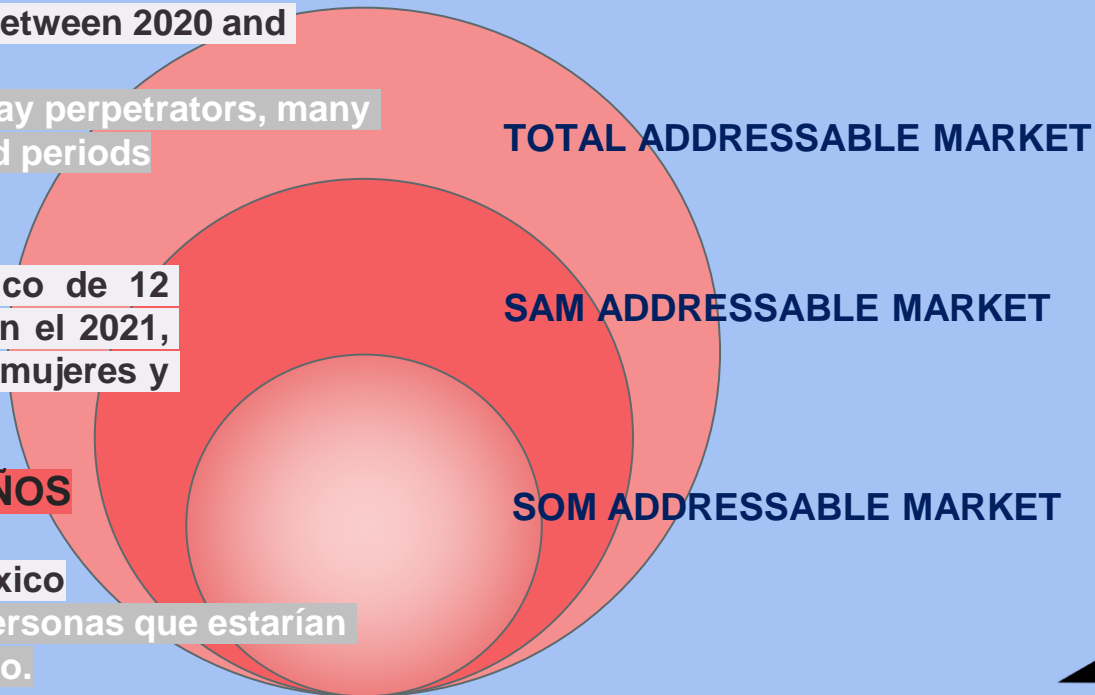 etween 2020 and
ay perpetrators, many
d periods
TOTAL ADDRESSABLE MARKET
co de 12
n el 2021,
mujeres y
SAM ADDRESSABLE MARKET
ÑOS
SOM ADDRESSABLE MARKET
xico
ersonas que estarían
o.